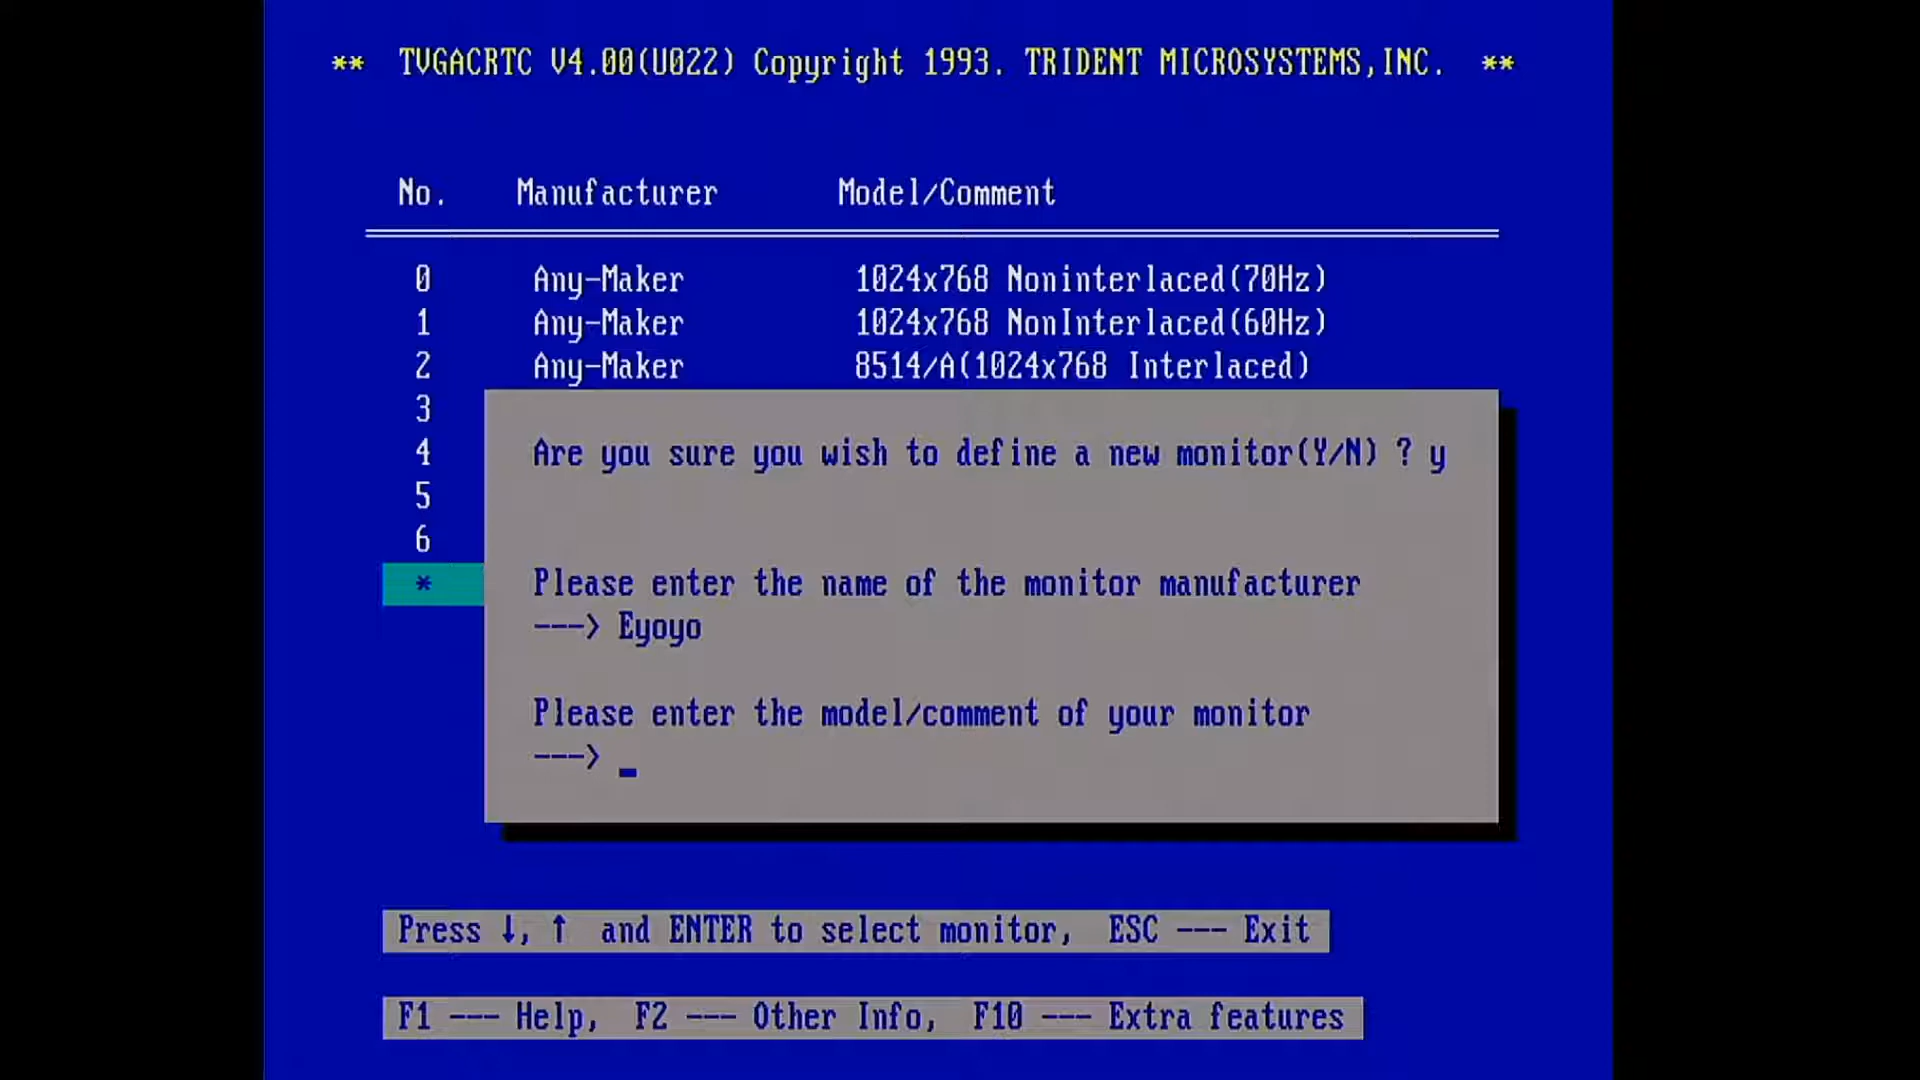 ** TVGACRTC V4.00(U022) Copyright 1993. TRIDENT MICROSYSTEMS,INC. **
No. Manufacturer Model/Comment
0 Any-Maker 1024x768 Noninterlaced(70Hz)
1 Any-Maker 1024x768 NonInterlaced(60Hz)
2 Any-Maker 8514/A(1024x768 Interlaced)
3
4 Are you sure you wish to define a new monitor(Y/N) ? y
5
6
* Please enter the name of the monitor manufacturer
---> Eyoyo
Please enter the model/comment of your monitor
---> _
Press ↓, ↑ and ENTER to select monitor, ESC --- Exit
F1 --- Help, F2 --- Other Info, F10 --- Extra features